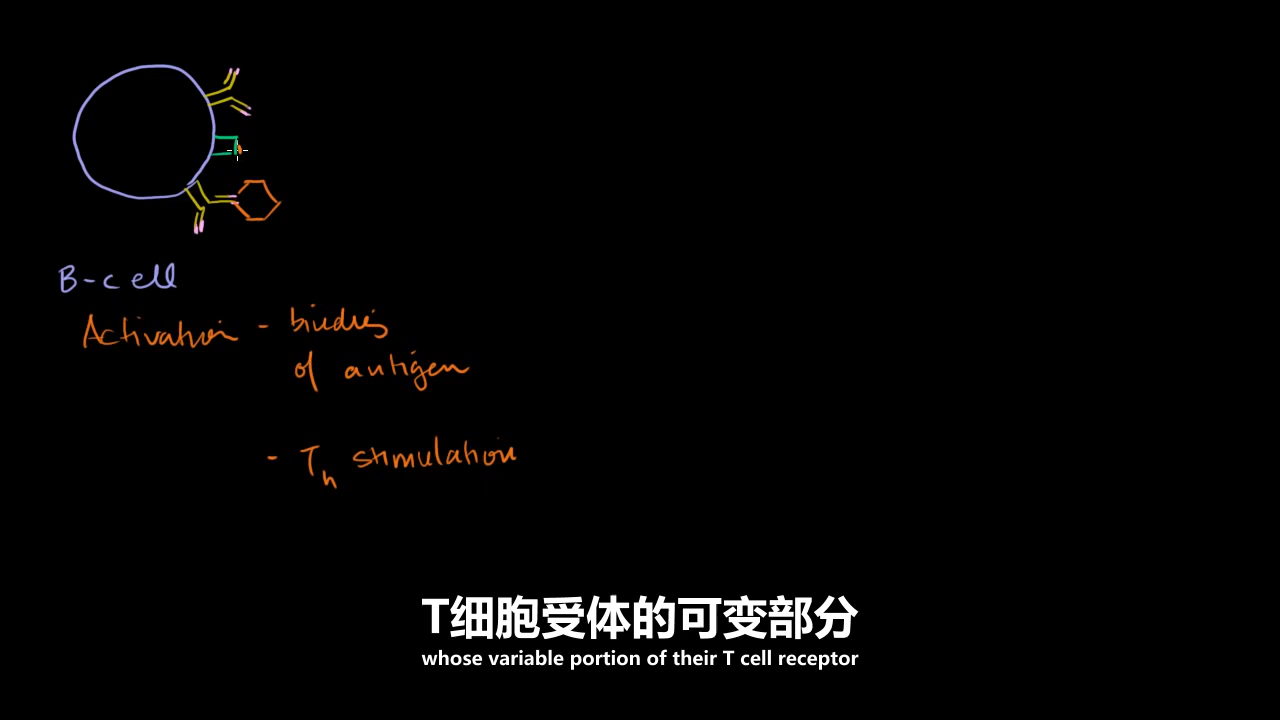 B-cell
Activation - binding
of antigen
- Th stimulation
T细胞受体的可变部分
whose variable portion of their T cell receptor